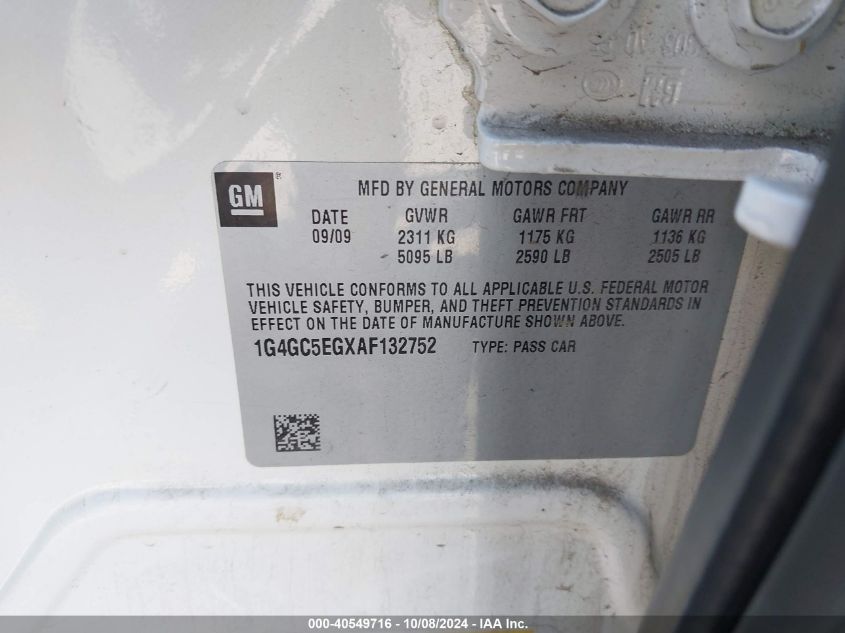 GM ®
MFD BY GENERAL MOTORS COMPANY
DATE GVWR GAWR FRT GAWR RR
09/09 2311 KG 1175 KG 1136 KG
5095 LB 2590 LB 2505 LB
THIS VEHICLE CONFORMS TO ALL APPLICABLE U.S. FEDERAL MOTOR
VEHICLE SAFETY, BUMPER, AND THEFT PREVENTION STANDARDS IN
EFFECT ON THE DATE OF MANUFACTURE SHOWN ABOVE.
1G4GC5EGXAF132752 TYPE: PASS CAR
000-40549716 - 10/08/2024 - IAA Inc.